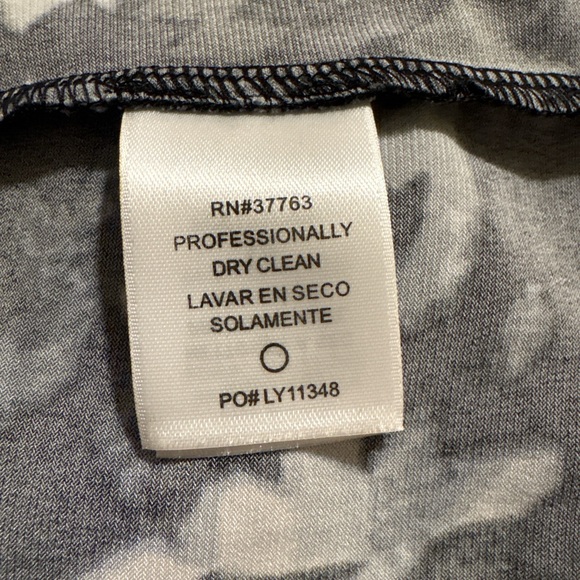 RN#37763
PROFESSIONALLY
DRY CLEAN
LAVAR EN SECO
SOLAMENTE
PO# LY11348